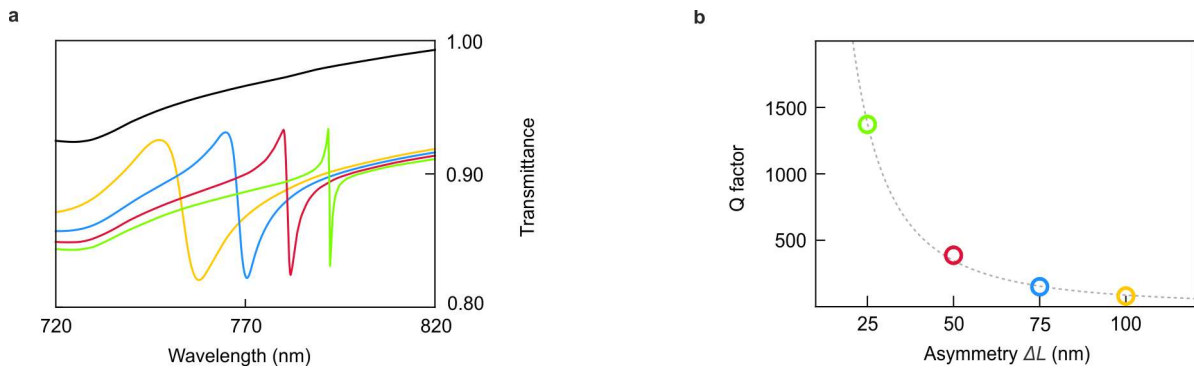 a
1.00
0.90
0.80
Transmittance
720
770
820
Wavelength (nm)
b
1500
1000
500
Q factor
25
50
75
100
Asymmetry ΔL (nm)